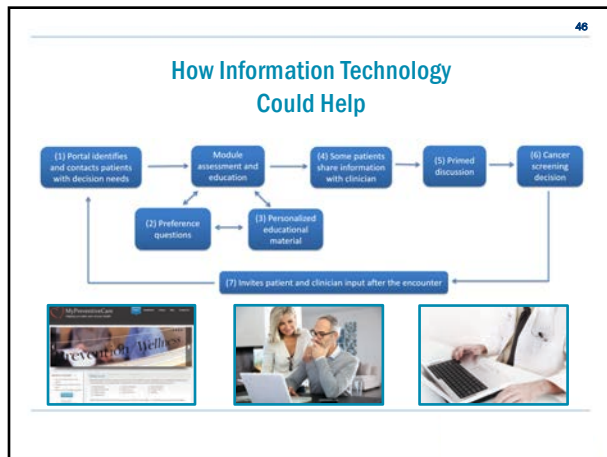 46
How Information Technology
Could Help
(1) Portal identifies
and contacts patients
with decision needs
Module
assessment and
education
(4) Some patients
share information
with clinician
(5) Primed
discussion
(6) Cancer
screening
decision
(2) Preference
questions
(3) Personalized
educational
material
(7) Invites patient and clinician input after the encounter
MyPreventiveCare
Prevention Wellness